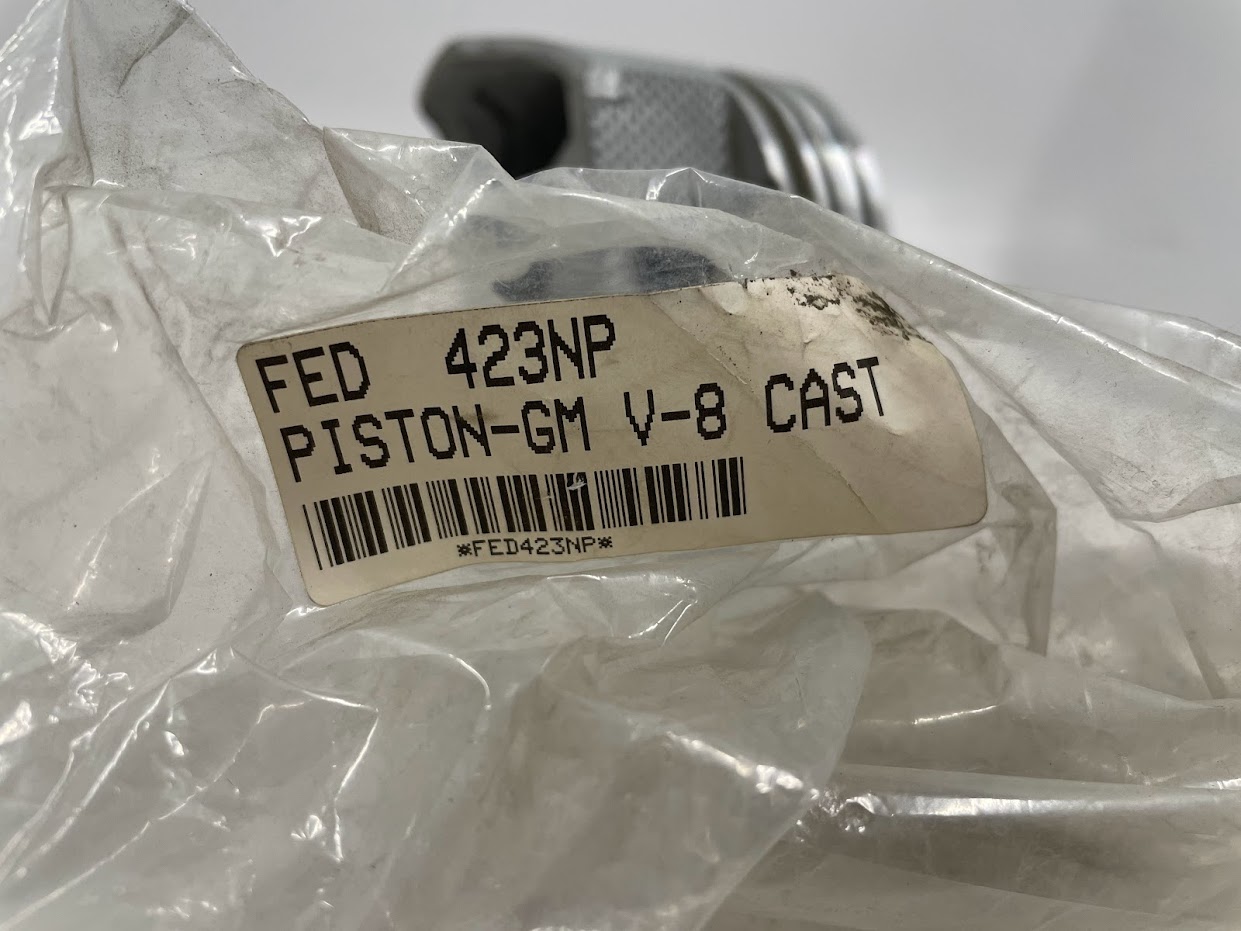 FED 423NP
PISTON-GM V-8 CAST
*FED423NP*